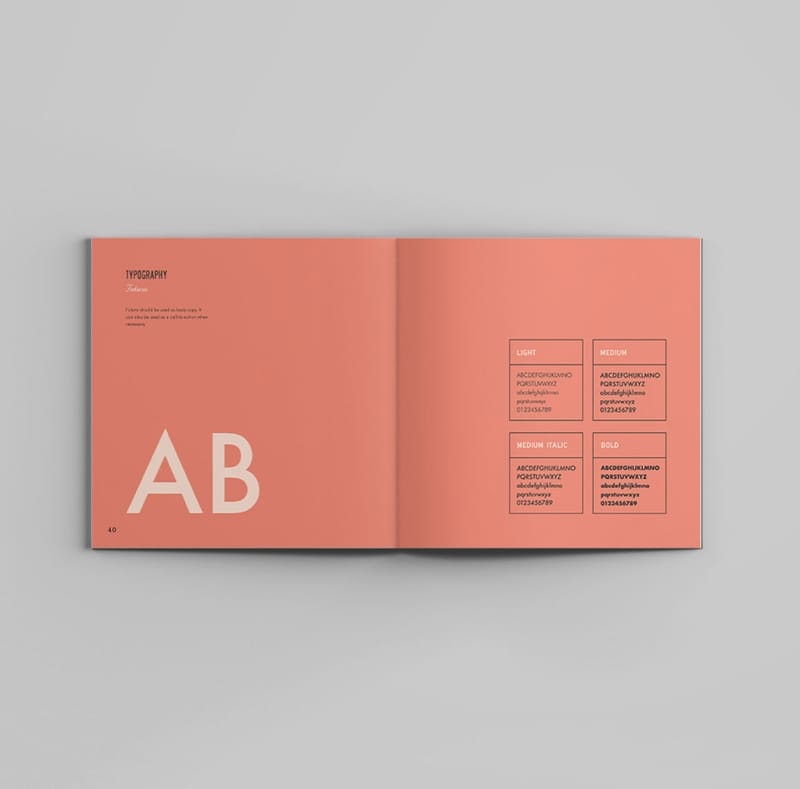 TYPOGRAPHY
Futura
Futura should be used as body copy. It
can also be used as a call-to-action when
necessary.
AB
40
LIGHT
ABCDEFGHIJKLMNO
PQRSTUVWXYZ
abcdefghijklmno
pqrstuvwxyz
0123456789
MEDIUM
ABCDEFGHIJKLMNO
PQRSTUVWXYZ
abcdefghijklmno
pqrstuvwxyz
0123456789
MEDIUM ITALIC
ABCDEFGHIJKLMNO
PQRSTUVWXYZ
abcdefghijklmno
pqrstuvwxyz
0123456789
BOLD
ABCDEFGHIJKLMNO
PQRSTUVWXYZ
abcdefghijklmno
pqrstuvwxyz
0123456789